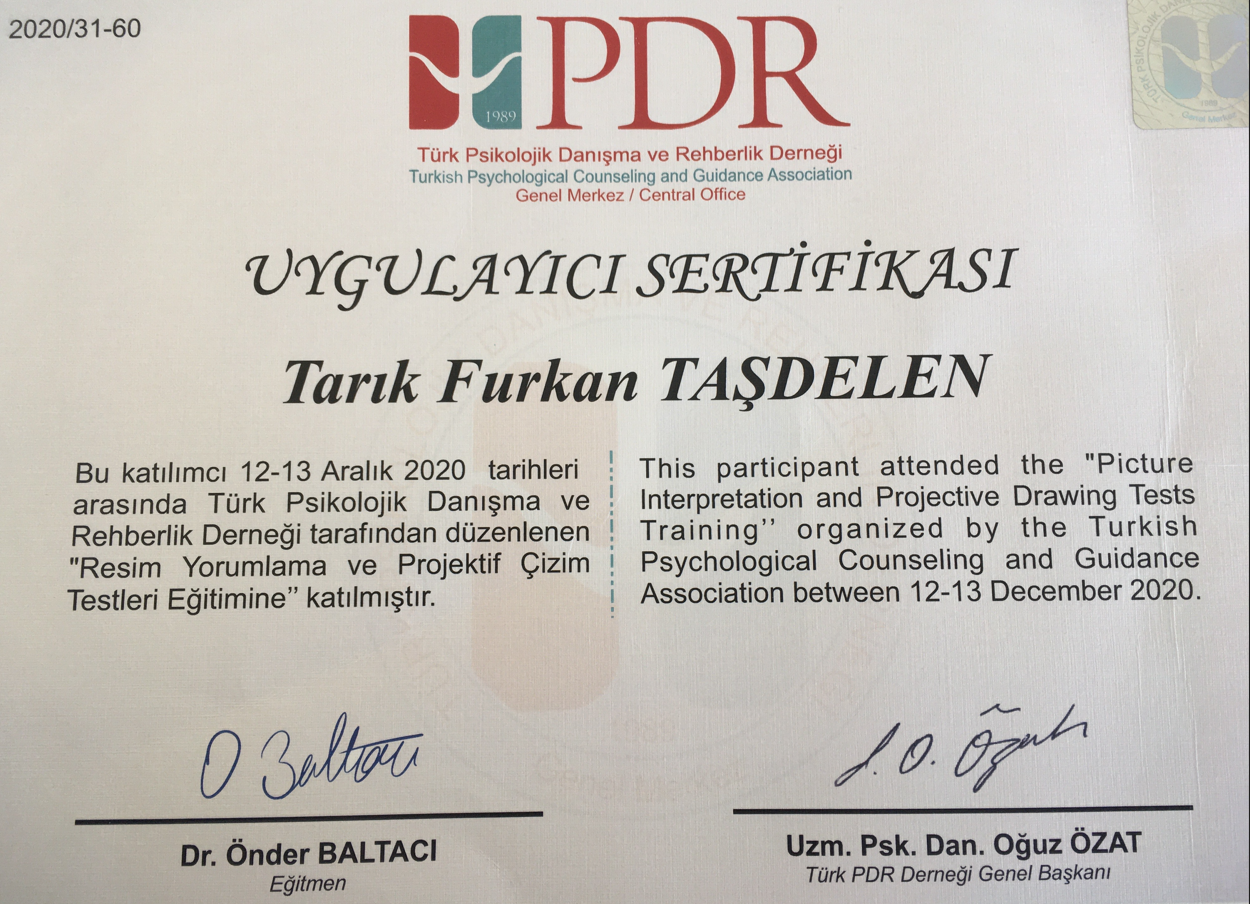 2020/31-60
1989
PDR
Türk Psikolojik Danışma ve Rehberlik Derneği
Turkish Psychological Counseling and Guidance Association
Genel Merkez / Central Office
UYGULAYICI SERTİFİKASI
Tarık Furkan TAŞDELEN
Bu katılımcı 12-13 Aralık 2020 tarihleri
arasında Türk Psikolojik Danışma ve
Rehberlik Derneği tarafından düzenlenen
"Resim Yorumlama ve Projektif Çizim
Testleri Eğitimine” katılmıştır.
This participant attended the "Picture
Interpretation and Projective Drawing Tests
Training’’ organized by the Turkish
Psychological Counseling and Guidance
Association between 12-13 December 2020.
O Baltacı
Dr. Önder BALTACI
Eğitmen
Özat
Uzm. Psk. Dan. Oğuz ÖZAT
Türk PDR Derneği Genel Başkanı